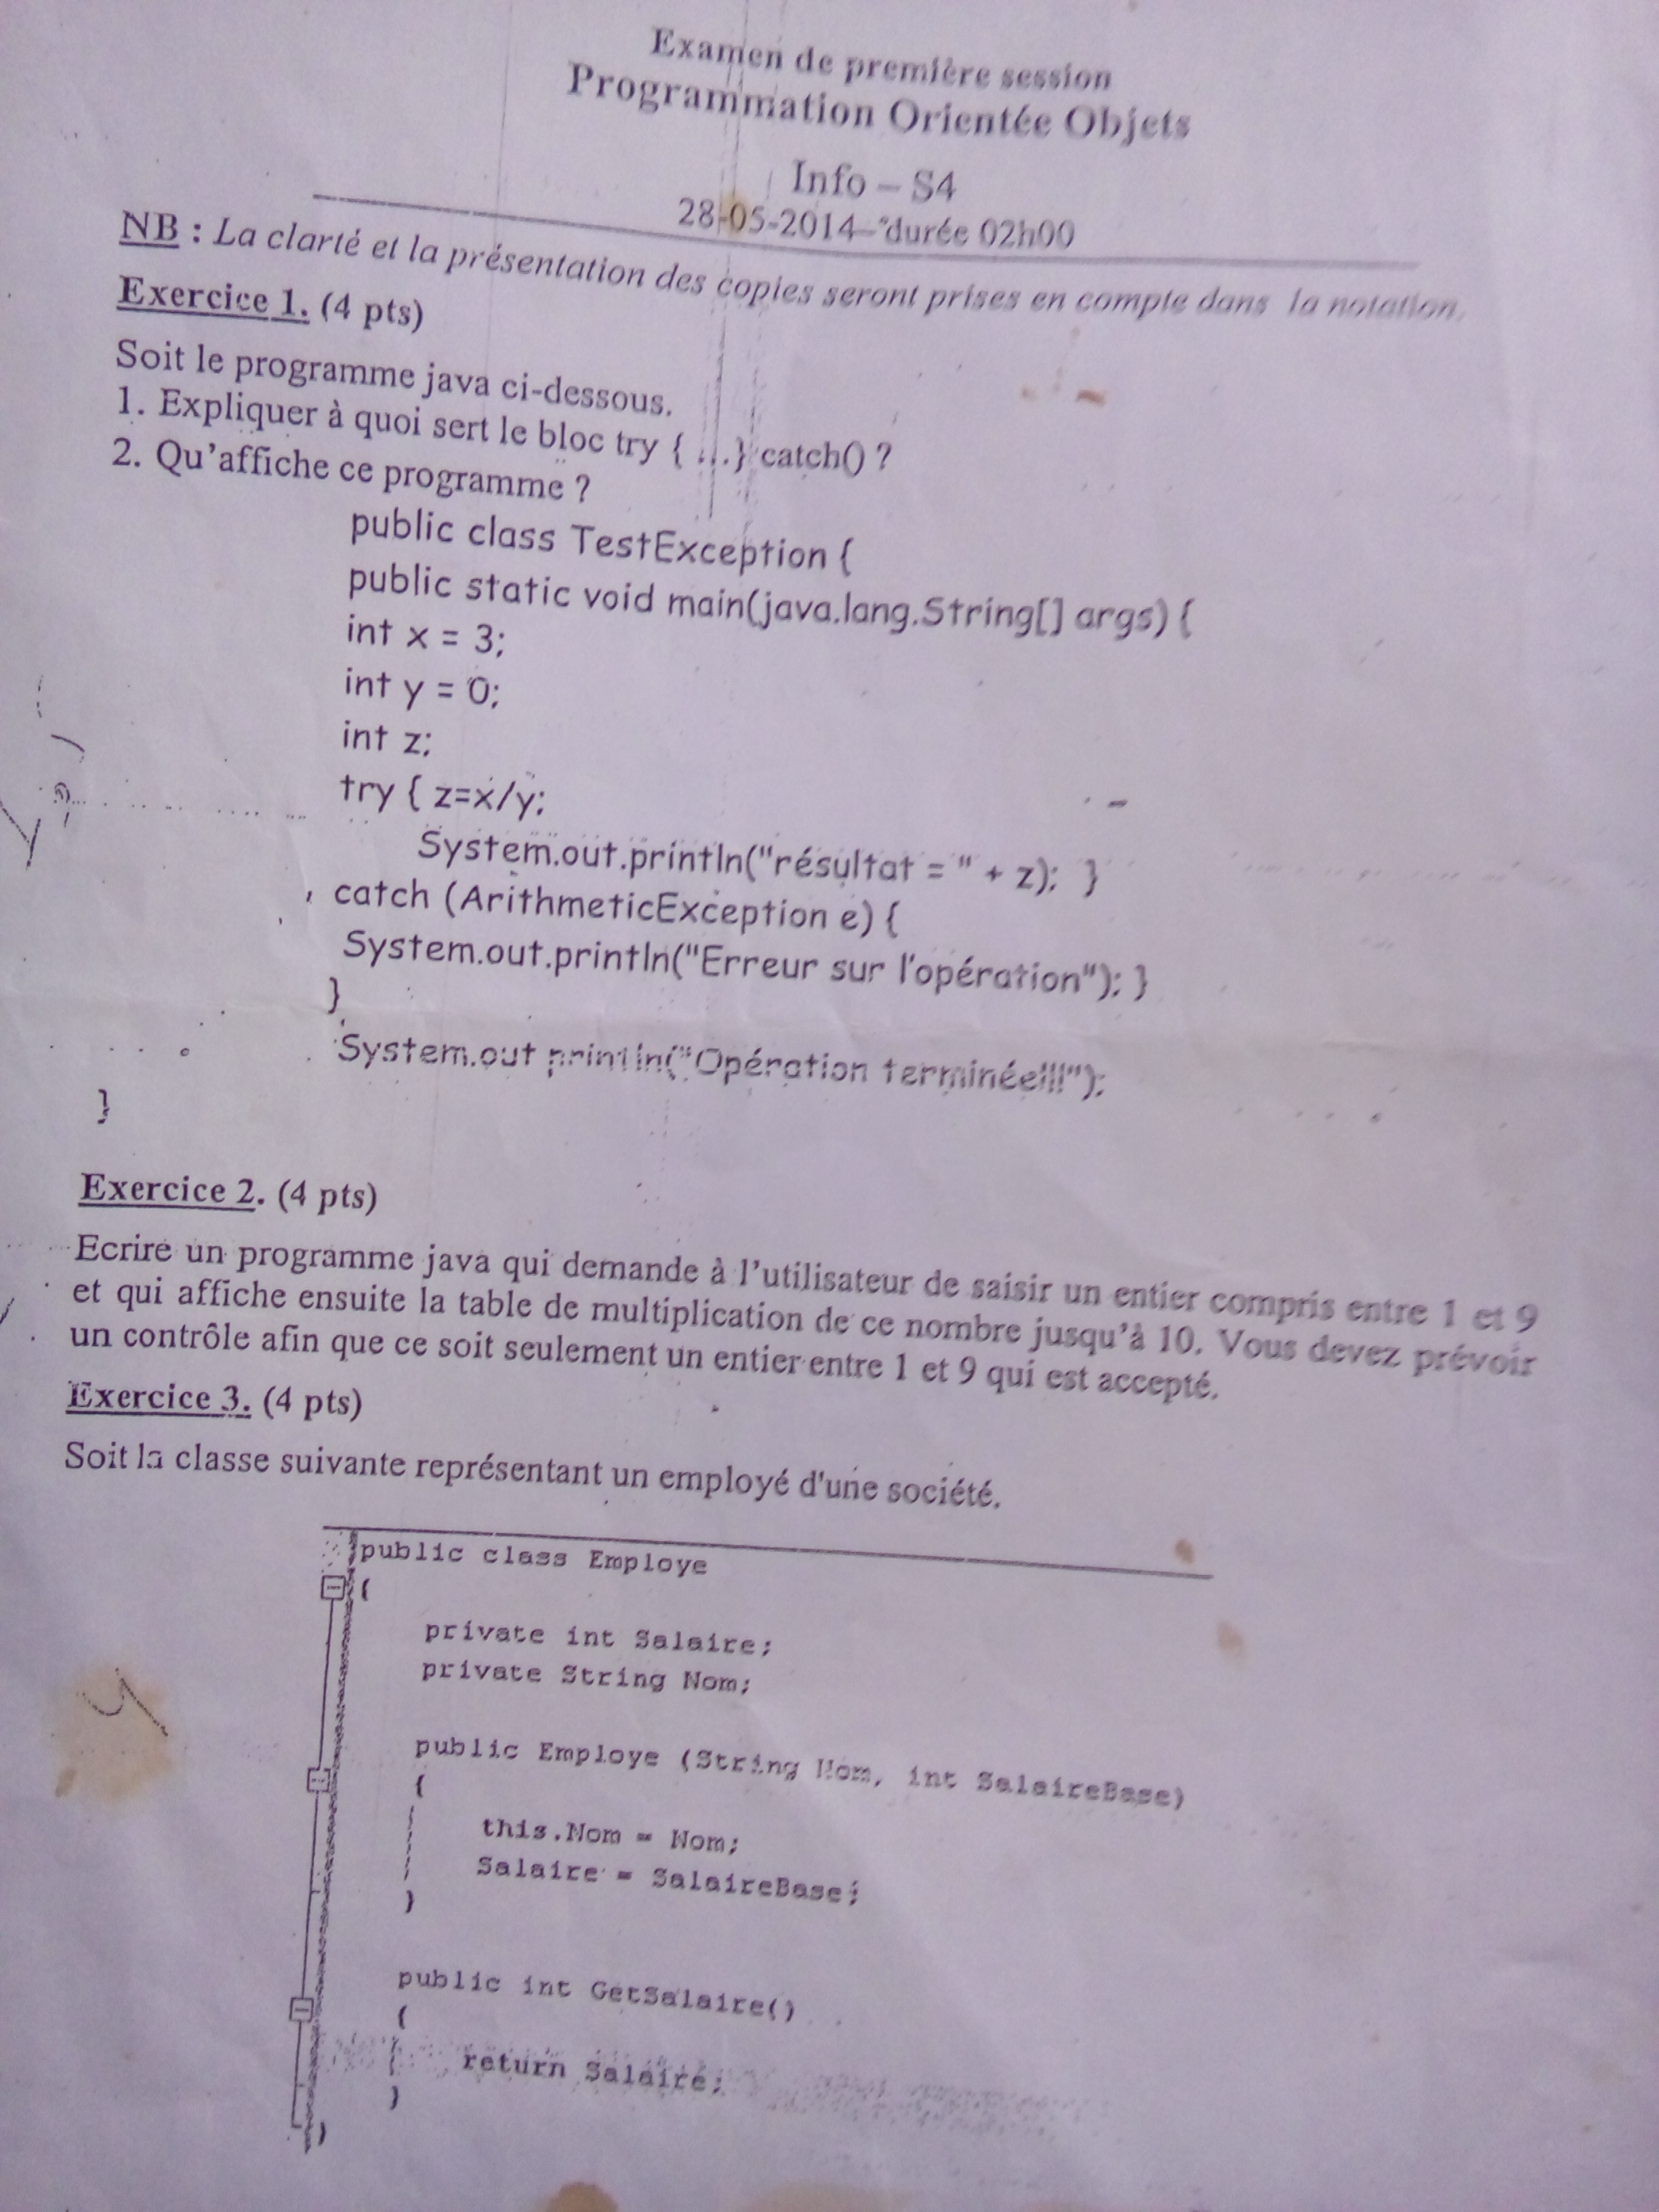 Examen de première session
Programmation Orientée Objets
Info – S4
28-05-2014– durée 02h00
NB : La clarté et la présentation des copies seront prises en compte dans la notation.
Exercice 1. (4 pts)
Soit le programme java ci-dessous.
1. Expliquer à quoi sert le bloc try { ...} catch() ?
2. Qu'affiche ce programme ?
public class TestException {
public static void main(java.lang.String[] args) {
int x = 3;
int y = 0;
int z;
try { z=x/y;
System.out.println("résultat = " + z); }
catch (ArithmeticException e) {
System.out.println("Erreur sur l'opération"); }
}
System.out println("Opération terminée!!!");
}
Exercice 2. (4 pts)
Ecrire un programme java qui demande à l'utilisateur de saisir un entier compris entre 1 et 9
et qui affiche ensuite la table de multiplication de ce nombre jusqu'à 10. Vous devez prévoir
un contrôle afin que ce soit seulement un entier entre 1 et 9 qui est accepté.
Exercice 3. (4 pts)
Soit la classe suivante représentant un employé d'une société.
public class Employe
{
private int Salaire;
private String Nom;
public Employe (String Nom, int SalaireBase)
{
this.Nom = Nom;
Salaire = SalaireBase;
}
public int GetSalaire()
{
return Salaire;
}
}